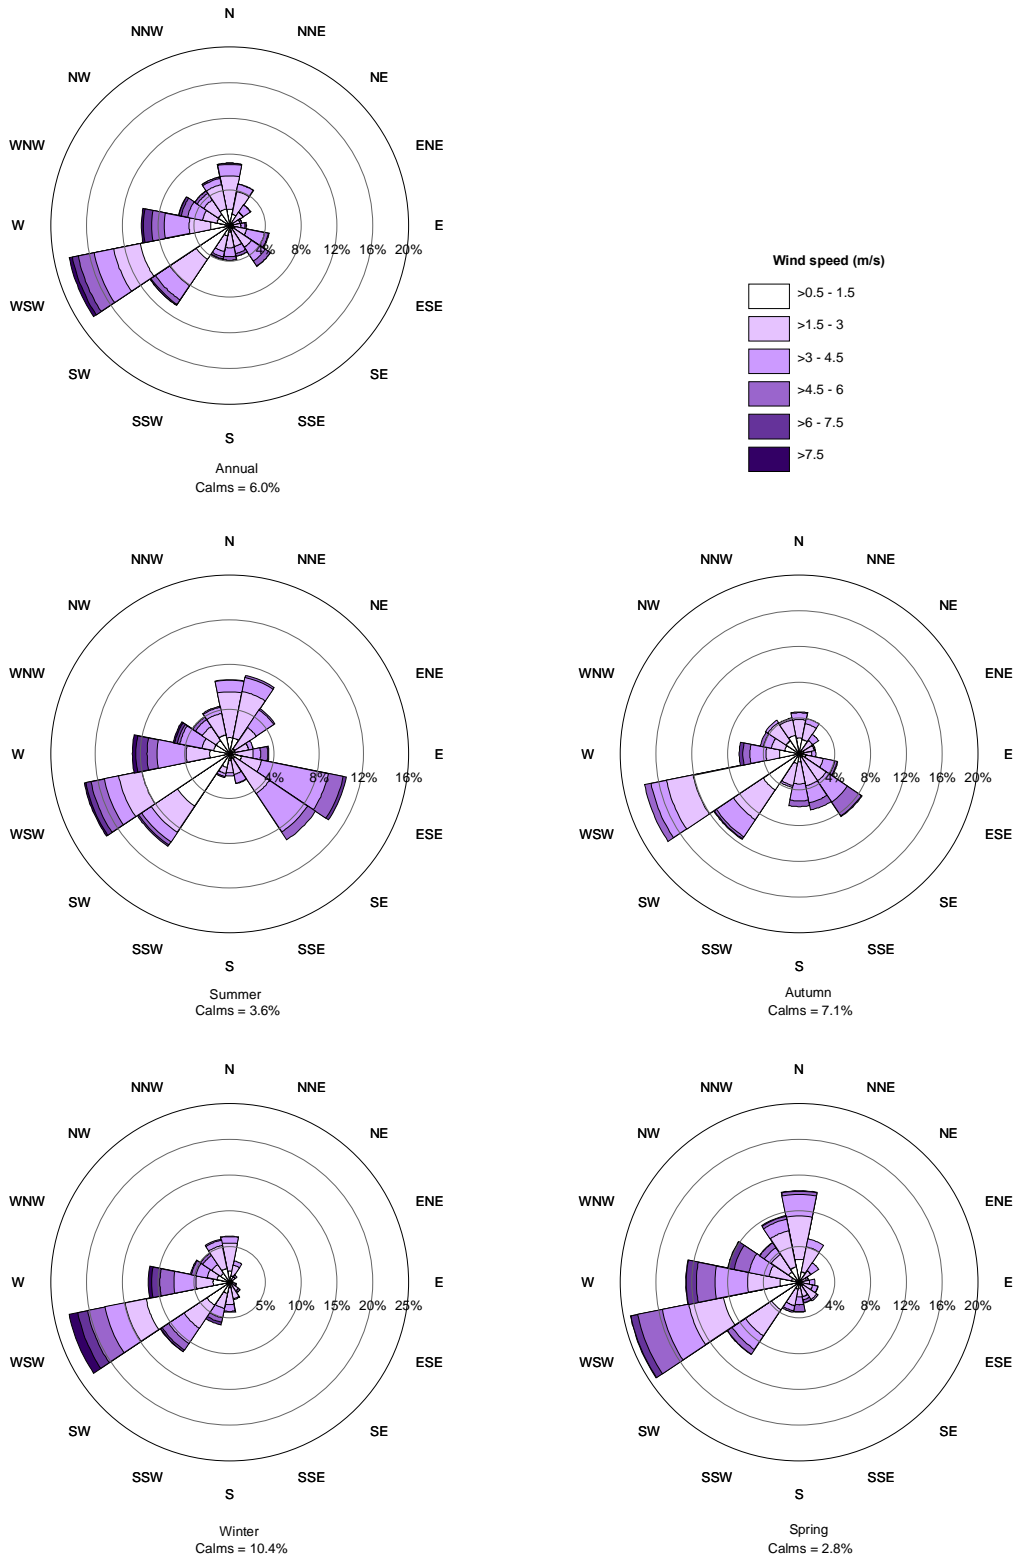 N
NNW NNE
NW NE
WNW ENE
W E
4% 8% 12% 16% 20%
WSW ESE
SW SE
SSW SSE
S
Annual
Calms = 6.0%
Wind speed (m/s)
>0.5 - 1.5
>1.5 - 3
>3 - 4.5
>4.5 - 6
>6 - 7.5
>7.5
N
NNW NNE
NW NE
WNW ENE
W E
4% 8% 12% 16%
WSW ESE
SW SE
SSW SSE
S
Summer
Calms = 3.6%
N
NNW NNE
NW NE
WNW ENE
W E
4% 8% 12% 16% 20%
WSW ESE
SW SE
SSW SSE
S
Autumn
Calms = 7.1%
N
NNW NNE
NW NE
WNW ENE
W E
5% 10% 15% 20% 25%
WSW ESE
SW SE
SSW SSE
S
Winter
Calms = 10.4%
N
NNW NNE
NW NE
WNW ENE
W E
4% 8% 12% 16% 20%
WSW ESE
SW SE
SSW SSE
S
Spring
Calms = 2.8%